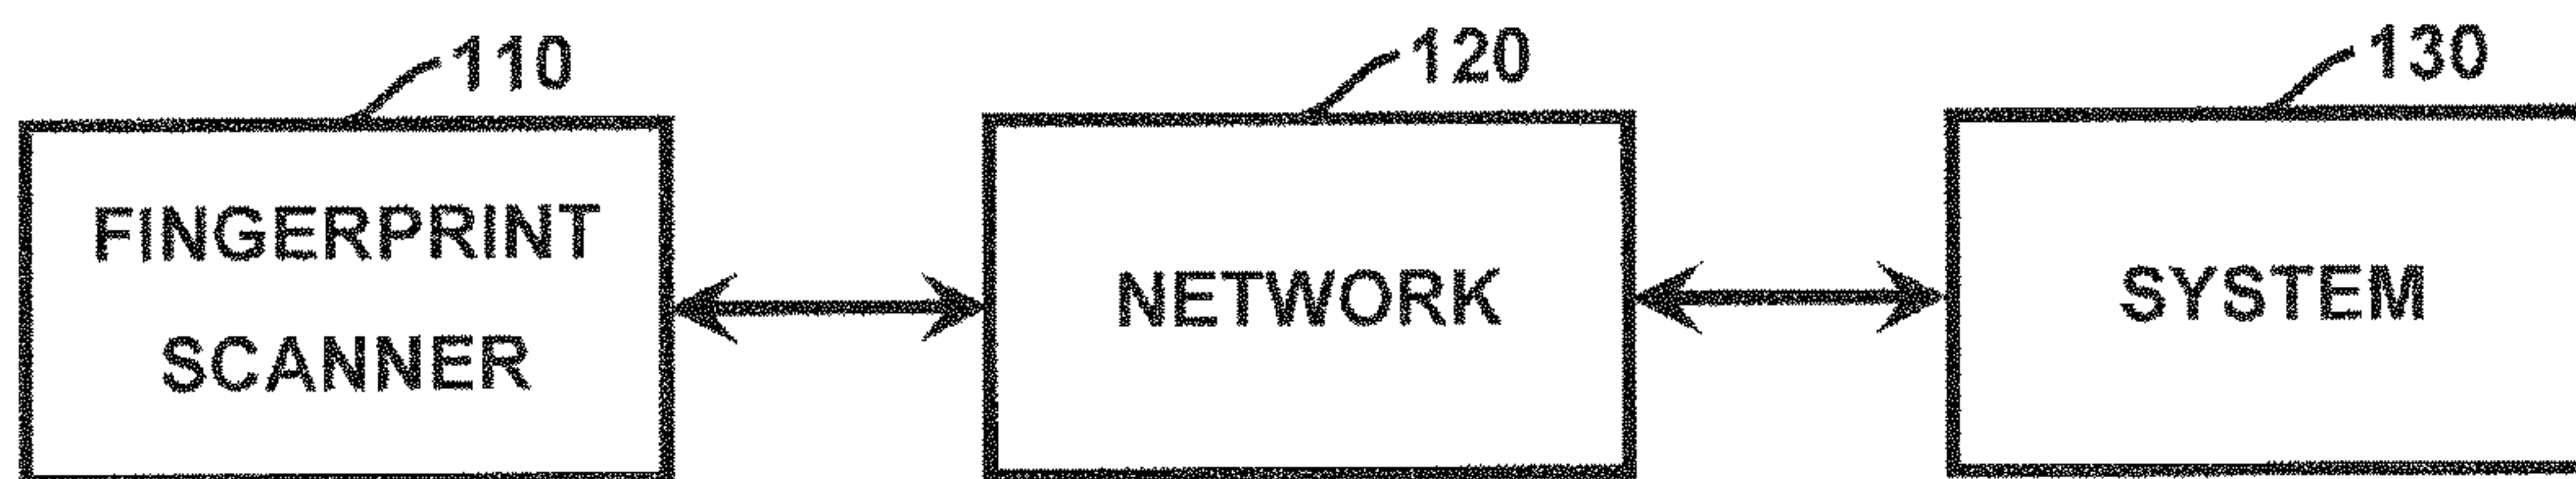 110
120
130
FINGERPRINT
SCANNER
NETWORK
SYSTEM